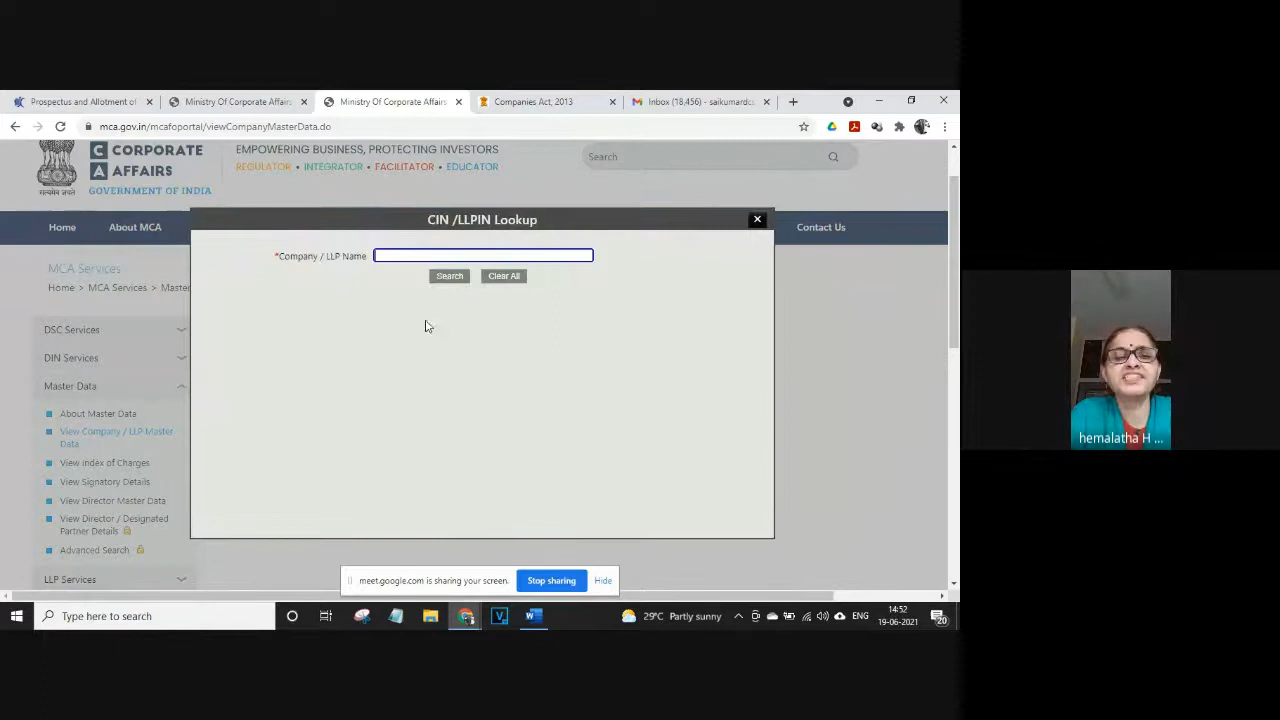 Prospectus and Allotment of
Ministry Of Corporate Affairs
Ministry Of Corporate Affairs
Companies Act, 2013
Inbox (18,456) - saikumardcs
mca.gov.in/mcafoportal/viewCompanyMasterData.do
C CORPORATE
A AFFAIRS
GOVERNMENT OF INDIA
EMPOWERING BUSINESS, PROTECTING INVESTORS
REGULATOR • INTEGRATOR • FACILITATOR • EDUCATOR
Search
Home
About MCA
Contact Us
CIN /LLPIN Lookup
*Company / LLP Name
Search
Clear All
MCA Services
Home > MCA Services > Master
DSC Services
DIN Services
Master Data
About Master Data
View Company / LLP Master
Data
View Index of Charges
View Signatory Details
View Director Master Data
View Director / Designated
Partner Details
Advanced Search
LLP Services
meet.google.com is sharing your screen.
Stop sharing
Hide
hemalatha H ...
Type here to search
29°C Partly sunny
ENG
14:52
19-06-2021
20